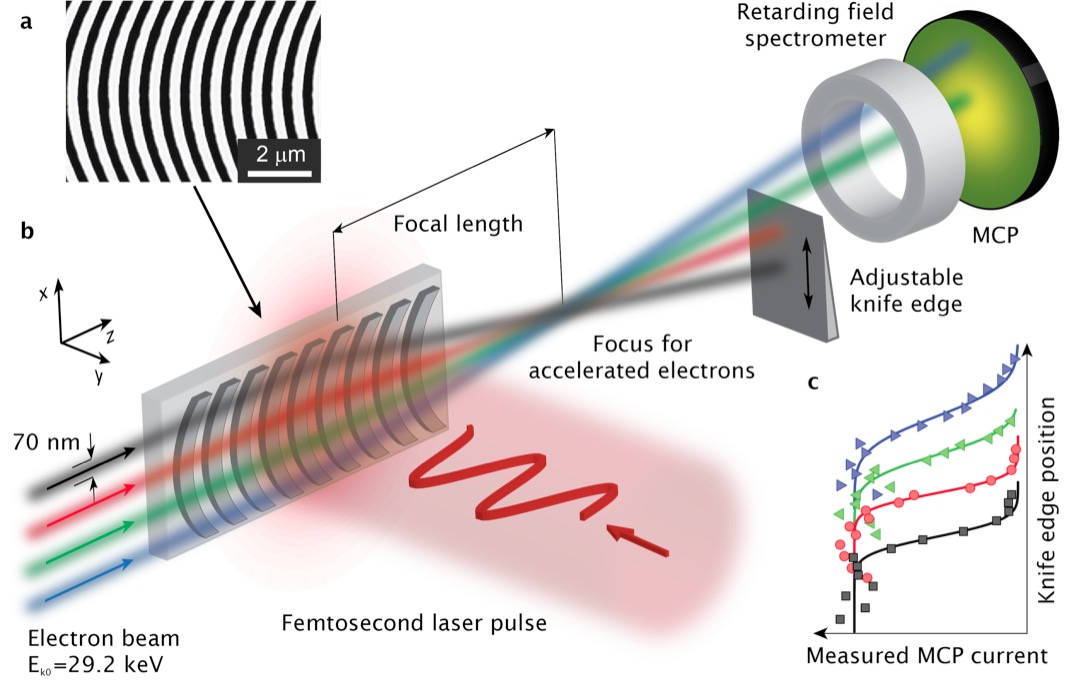 a
2 μm
Retarding field
spectrometer
MCP
b
Focal length
x
z
y
Adjustable
knife edge
Focus for
accelerated electrons
c
70 nm
Knife edge position
Measured MCP current
Femtosecond laser pulse
Electron beam
Eₖ₀=29.2 keV